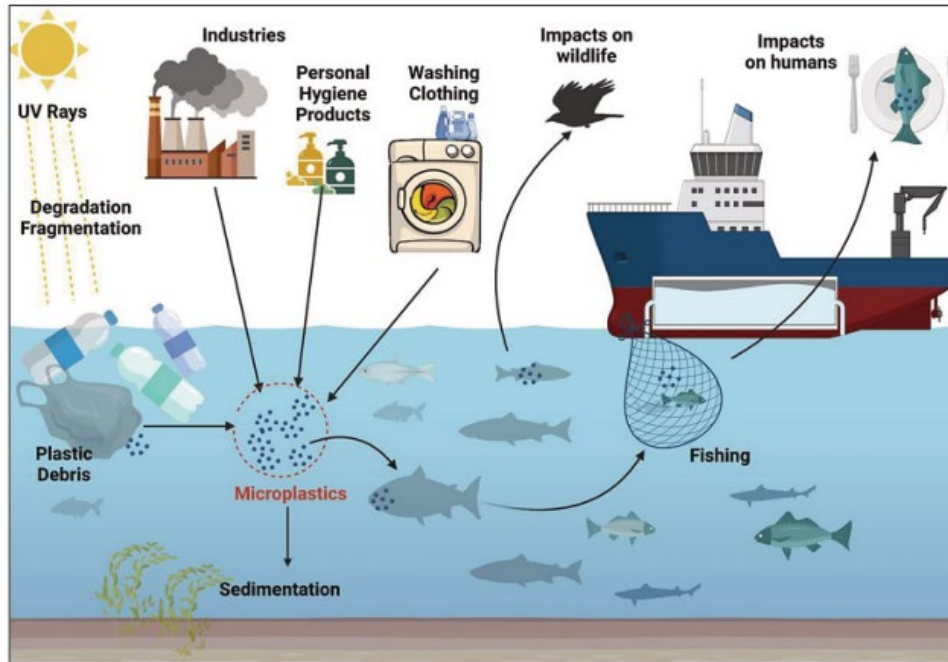 Industries
Personal
Hygiene
Products
Washing
Clothing
Impacts on
wildlife
Impacts
on humans
UV Rays
Degradation
Fragmentation
Plastic
Debris
Microplastics
Fishing
Sedimentation